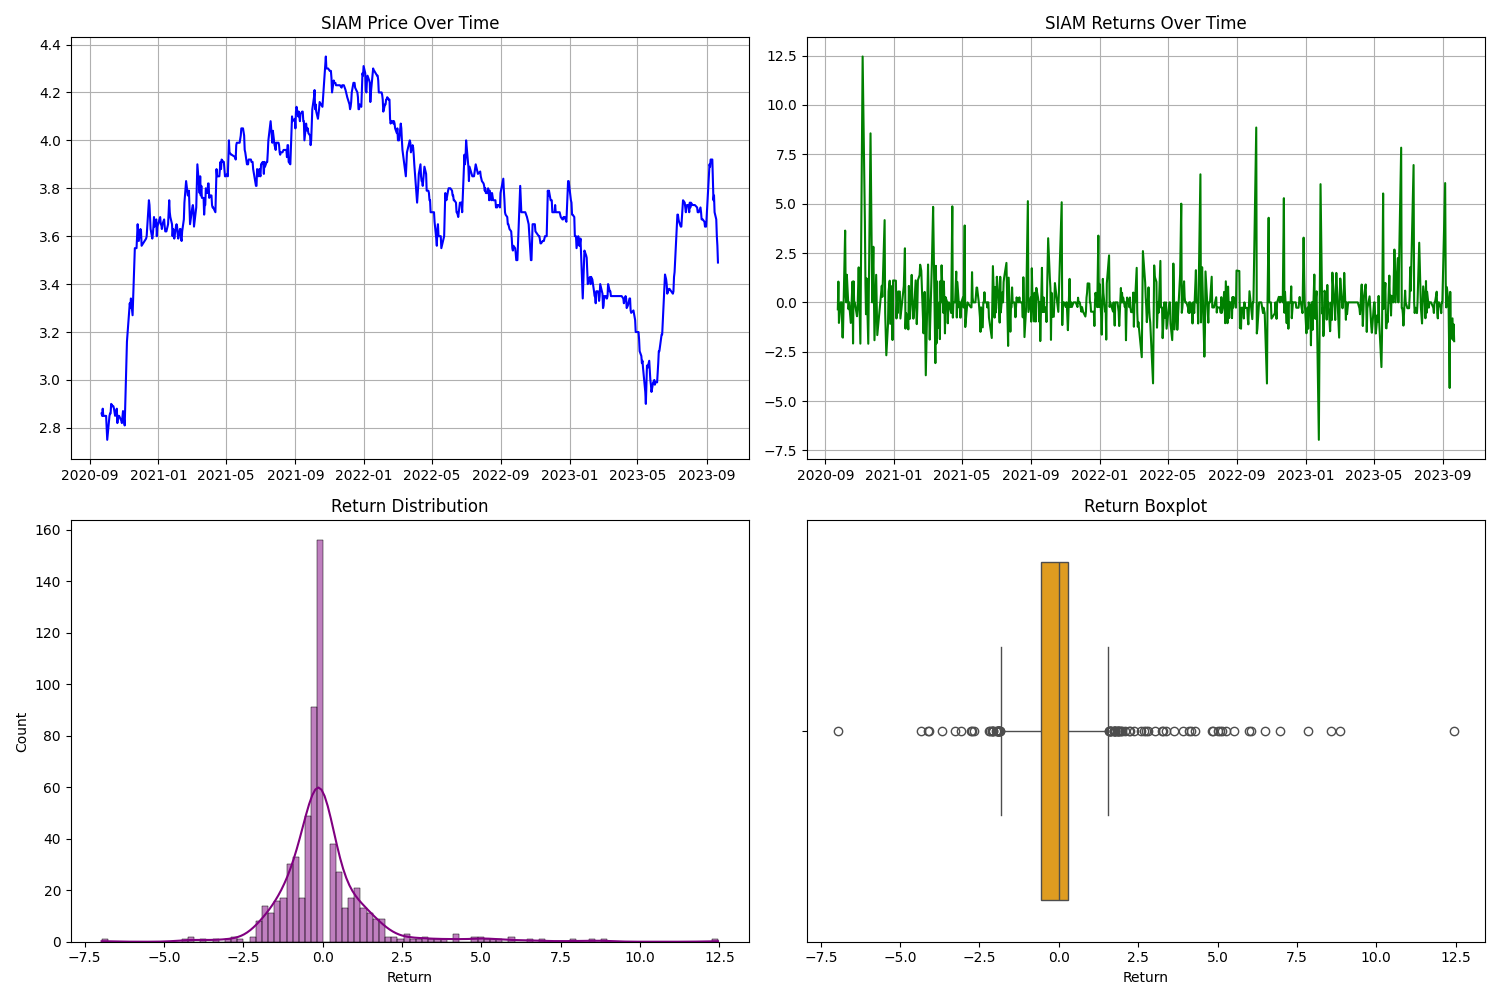 SIAM Price Over Time
4.4
4.2
4.0
3.8
3.6
3.4
3.2
3.0
2.8
2020-09 2021-01 2021-05 2021-09 2022-01 2022-05 2022-09 2023-01 2023-05 2023-09
SIAM Returns Over Time
12.5
10.0
7.5
5.0
2.5
0.0
−2.5
−5.0
−7.5
2020-09 2021-01 2021-05 2021-09 2022-01 2022-05 2022-09 2023-01 2023-05 2023-09
Return Distribution
Count
160
140
120
100
80
60
40
20
0
−7.5 −5.0 −2.5 0.0 2.5 5.0 7.5 10.0 12.5
Return
Return Boxplot
−7.5 −5.0 −2.5 0.0 2.5 5.0 7.5 10.0 12.5
Return